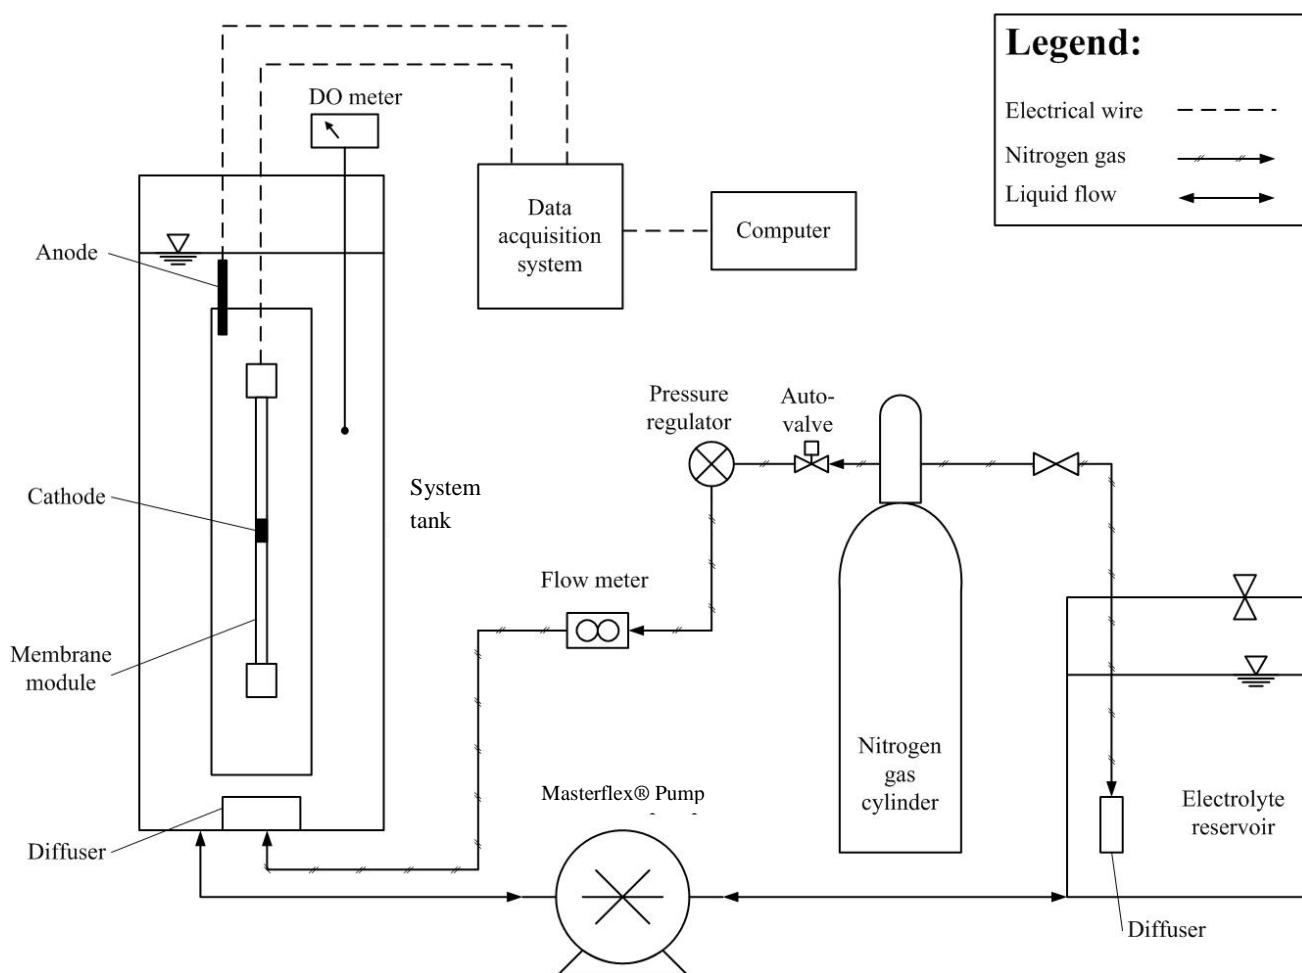 Legend:
Electrical wire
Nitrogen gas
Liquid flow
DO meter
Data
acquisition
system
Computer
Anode
Pressure
regulator
Auto-
valve
Cathode
System
tank
Flow meter
Membrane
module
Nitrogen
gas
cylinder
Masterflex® Pump
Electrolyte
reservoir
Diffuser
Diffuser